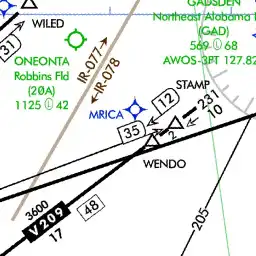 GADSDEN
Northeast Alabama
(GAD)
569 68
AWOS-3PT 127.82
WILED
31
ONEONTA
Robbins Fld
(20A)
1125 42
IR-077→
←IR-078
MRICA
STAMP
231
10
12
35
2
WENDO
3600
V209
17
48
205